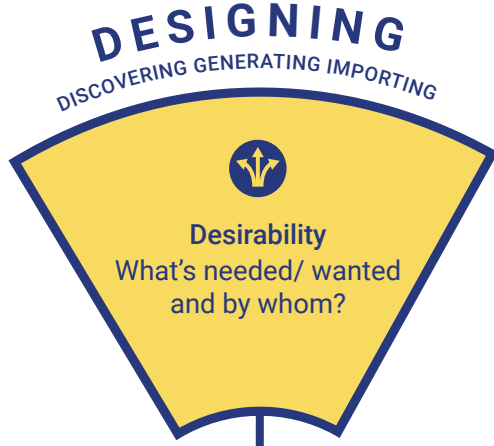 DESIGNING
DISCOVERING GENERATING IMPORTING
Desirability
What's needed/ wanted
and by whom?